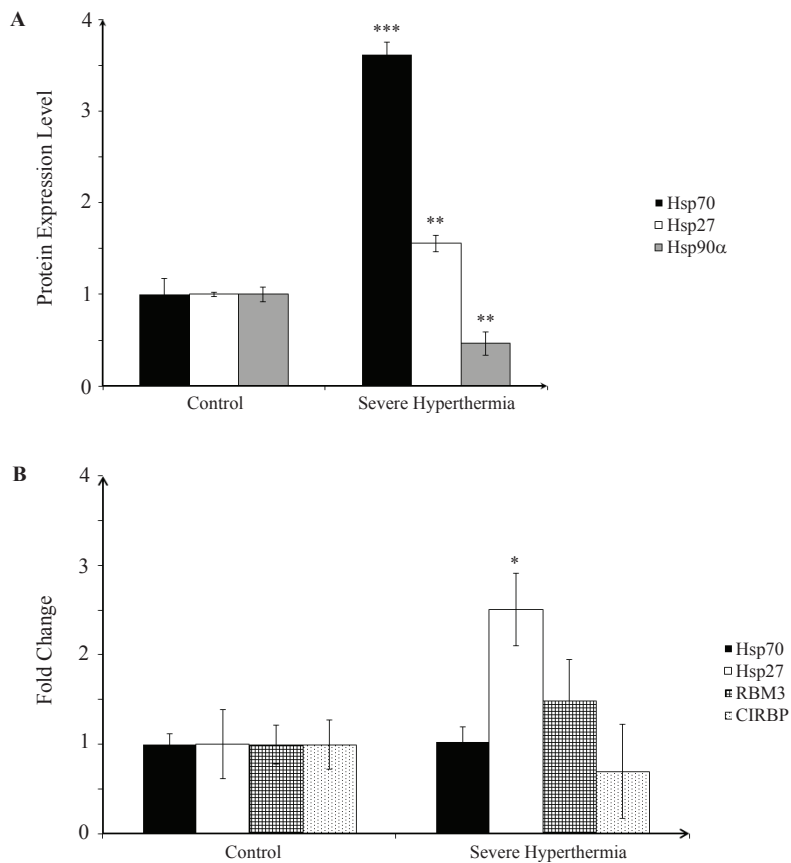 A
Protein Expression Level
4
3
2
1
0
***
**
**
Control
Severe Hyperthermia
Hsp70
Hsp27
Hsp90α
B
Fold Change
4
3
2
1
0
*
Control
Severe Hyperthermia
Hsp70
Hsp27
RBM3
CIRBP